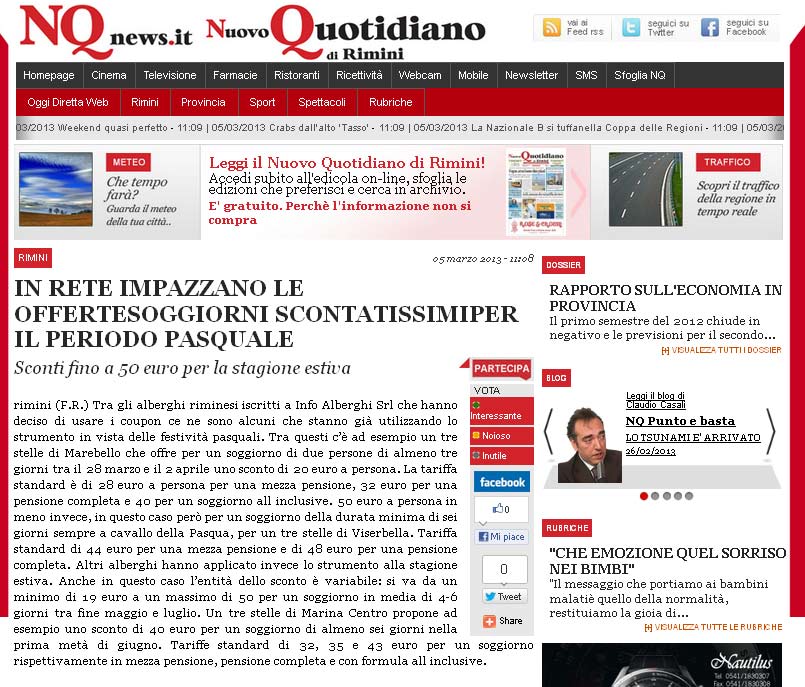 NQnews.it Nuovo Quotidiano di Rimini
vai ai Feed rss
seguici su Twitter
seguici su Facebook
Homepage Cinema Televisione Farmacie Ristoranti Ricettività Webcam Mobile Newsletter SMS Sfoglia NQ
Oggi Diretta Web Rimini Provincia Sport Spettacoli Rubriche
03/2013 Weekend quasi perfetto - 11:09 | 05/03/2013 Crabs dall'alto 'Tasso' - 11:09 | 05/03/2013 La Nazionale B si tuffanella Coppa delle Regioni - 11:09 | 05/03/2
METEO
Che tempo
farà?
Guarda il meteo
della tua città..
Leggi il Nuovo Quotidiano di Rimini!
Accedi subito all'edicola on-line, sfoglia le
edizioni che preferisci e cerca in archivio.
E' gratuito. Perchè l'informazione non si
compra
Quotidiano
TRAFFICO
Scopri il traffico
della regione in
tempo reale
RIMINI
05 marzo 2013 - 11:08
IN RETE IMPAZZANO LE
OFFERTESOGGIORNI SCONTATISSIMIPER
IL PERIODO PASQUALE
Sconti fino a 50 euro per la stagione estiva
PARTECIPA
VOTA
Interessante
Noioso
Inutile
facebook
0
Mi piace
0
Tweet
Share
rimini (F.R.) Tra gli alberghi riminesi iscritti a Info Alberghi Srl che hanno
deciso di usare i coupon ce ne sono alcuni che stanno già utilizzando lo
strumento in vista delle festività pasquali. Tra questi c'è ad esempio un tre
stelle di Marebello che offre per un soggiorno di due persone di almeno tre
giorni tra il 28 marzo e il 2 aprile uno sconto di 20 euro a persona. La tariffa
standard è di 28 euro a persona per una mezza pensione, 32 euro per una
pensione completa e 40 per un soggiorno all inclusive. 50 euro a persona in
meno invece, in questo caso però per un soggiorno della durata minima di sei
giorni sempre a cavallo della Pasqua, per un tre stelle di Viserbella. Tariffa
standard di 44 euro per una mezza pensione e di 48 euro per una pensione
completa. Altri alberghi hanno applicato invece lo strumento alla stagione
estiva. Anche in questo caso l'entità dello sconto è variabile: si va da un
minimo di 19 euro a un massimo di 50 per un soggiorno in media di 4-6
giorni tra fine maggio e luglio. Un tre stelle di Marina Centro propone ad
esempio uno sconto di 40 euro per un soggiorno di almeno sei giorni nella
prima metà di giugno. Tariffe standard di 32, 35 e 43 euro per un soggiorno
rispettivamente in mezza pensione, pensione completa e con formula all inclusive.
DOSSIER
RAPPORTO SULL'ECONOMIA IN
PROVINCIA
Il primo semestre del 2012 chiude in
negativo e le previsioni per il secondo...
[+] VISUALIZZA TUTTI I DOSSIER
BLOG
Leggi il blog di
Claudio Casali
NQ Punto e basta
LO TSUNAMI E' ARRIVATO
26/02/2013
RUBRICHE
"CHE EMOZIONE QUEL SORRISO
NEI BIMBI"
"Il messaggio che portiamo ai bambini
malatiè quello della normalità,
restituiamo la gioia di...
[+] VISUALIZZA TUTTE LE RUBRICHE
Nautilus
Tel. 0541/1830307
Fax 0541/1830308